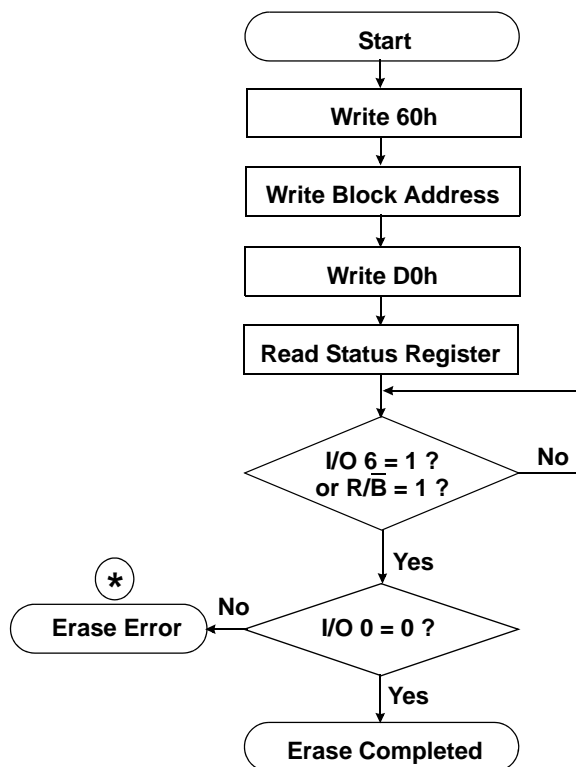 Start
Write 60h
Write Block Address
Write D0h
Read Status Register
I/O 6 = 1 ?
or R/B̅ = 1 ?
No
Yes
*
No
Erase Error
I/O 0 = 0 ?
Yes
Erase Completed